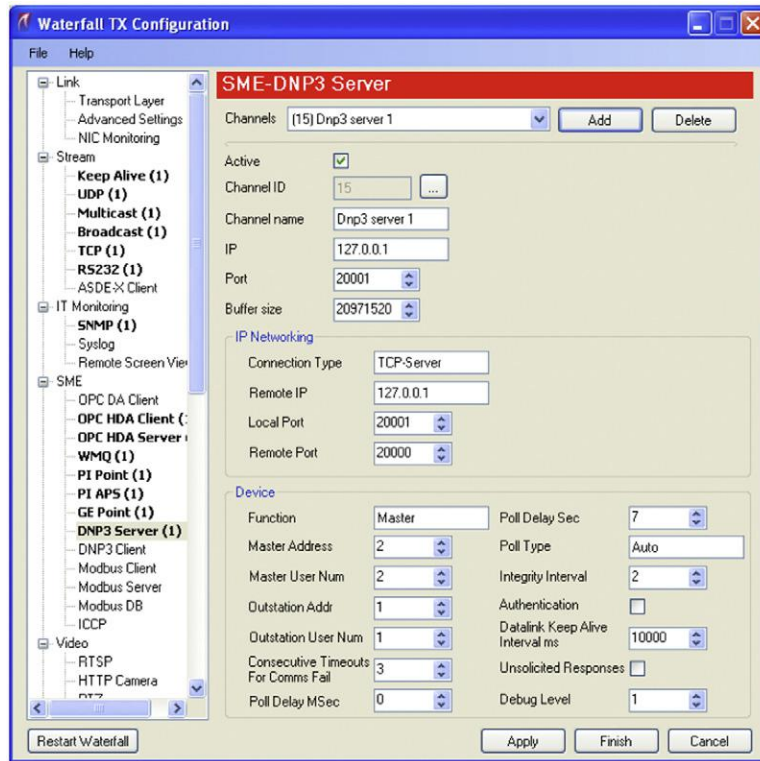 Waterfall TX Configuration
File Help
Link
Transport Layer
Advanced Settings
NIC Monitoring
Stream
Keep Alive (1)
UDP (1)
Multicast (1)
Broadcast (1)
TCP (1)
RS232 (1)
ASDE-X Client
IT Monitoring
SNMP (1)
Syslog
Remote Screen Vie
SME
OPC DA Client
OPC HDA Client (
OPC HDA Server
WMQ (1)
PI Point (1)
PI APS (1)
GE Point (1)
DNP3 Server (1)
DNP3 Client
Modbus Client
Modbus Server
Modbus DB
ICCP
Video
RTSP
HTTP Camera
Restart Waterfall
SME-DNP3 Server
Channels (15) Dnp3 server 1 Add Delete
Active
Channel ID 15 ...
Channel name Dnp3 server 1
IP 127.0.0.1
Port 20001
Buffer size 20971520
IP Networking
Connection Type TCP-Server
Remote IP 127.0.0.1
Local Port 20001
Remote Port 20000
Device
Function Master Poll Delay Sec 7
Master Address 2 Poll Type Auto
Master User Num 2 Integrity Interval 2
Outstation Addr 1 Authentication
Outstation User Num 1 Datalink Keep Alive
Interval ms 10000
Consecutive Timeouts
For Comms Fail 3 Unsolicited Responses
Poll Delay MSec 0 Debug Level 1
Apply Finish Cancel